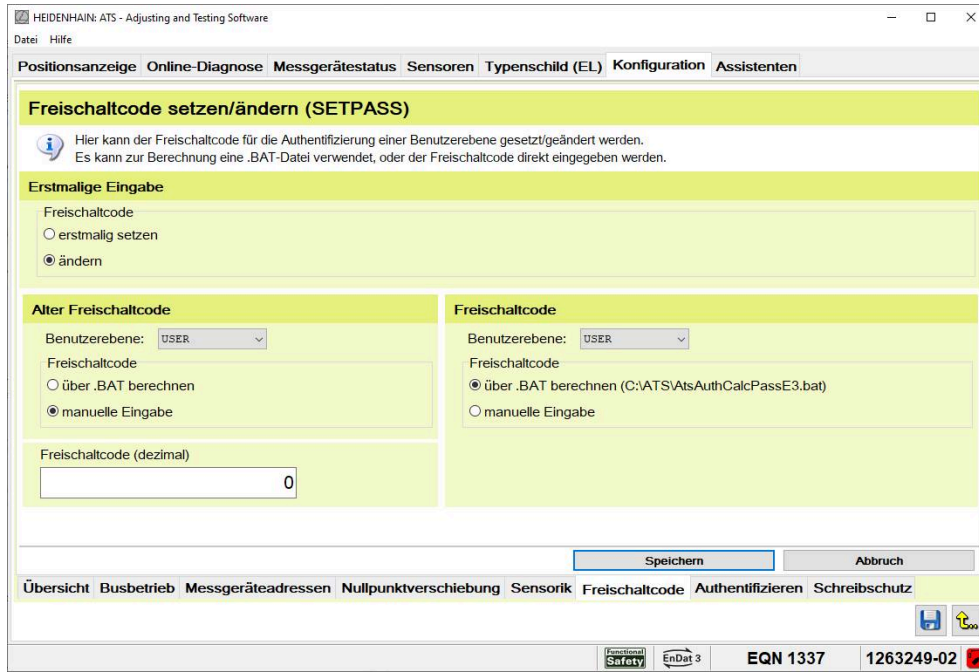 HEIDENHAIN: ATS - Adjusting and Testing Software
Datei Hilfe
Positionsanzeige Online-Diagnose Messgerätestatus Sensoren Typenschild (EL) Konfiguration Assistenten
Freischaltcode setzen/ändern (SETPASS)
Hier kann der Freischaltcode für die Authentifizierung einer Benutzerebene gesetzt/geändert werden.
Es kann zur Berechnung eine .BAT-Datei verwendet, oder der Freischaltcode direkt eingegeben werden.
Erstmalige Eingabe
Freischaltcode
erstmalig setzen
ändern
Alter Freischaltcode
Benutzerebene: USER
Freischaltcode
über .BAT berechnen
manuelle Eingabe
Freischaltcode (dezimal)
0
Freischaltcode
Benutzerebene: USER
Freischaltcode
über .BAT berechnen (C:\ATS\AtsAuthCalcPassE3.bat)
manuelle Eingabe
Speichern Abbruch
Übersicht Busbetrieb Messgeräteadressen Nullpunktverschiebung Sensorik Freischaltcode Authentifizieren Schreibschutz
Functional
Safety EnDat 3 EQN 1337 1263249-02